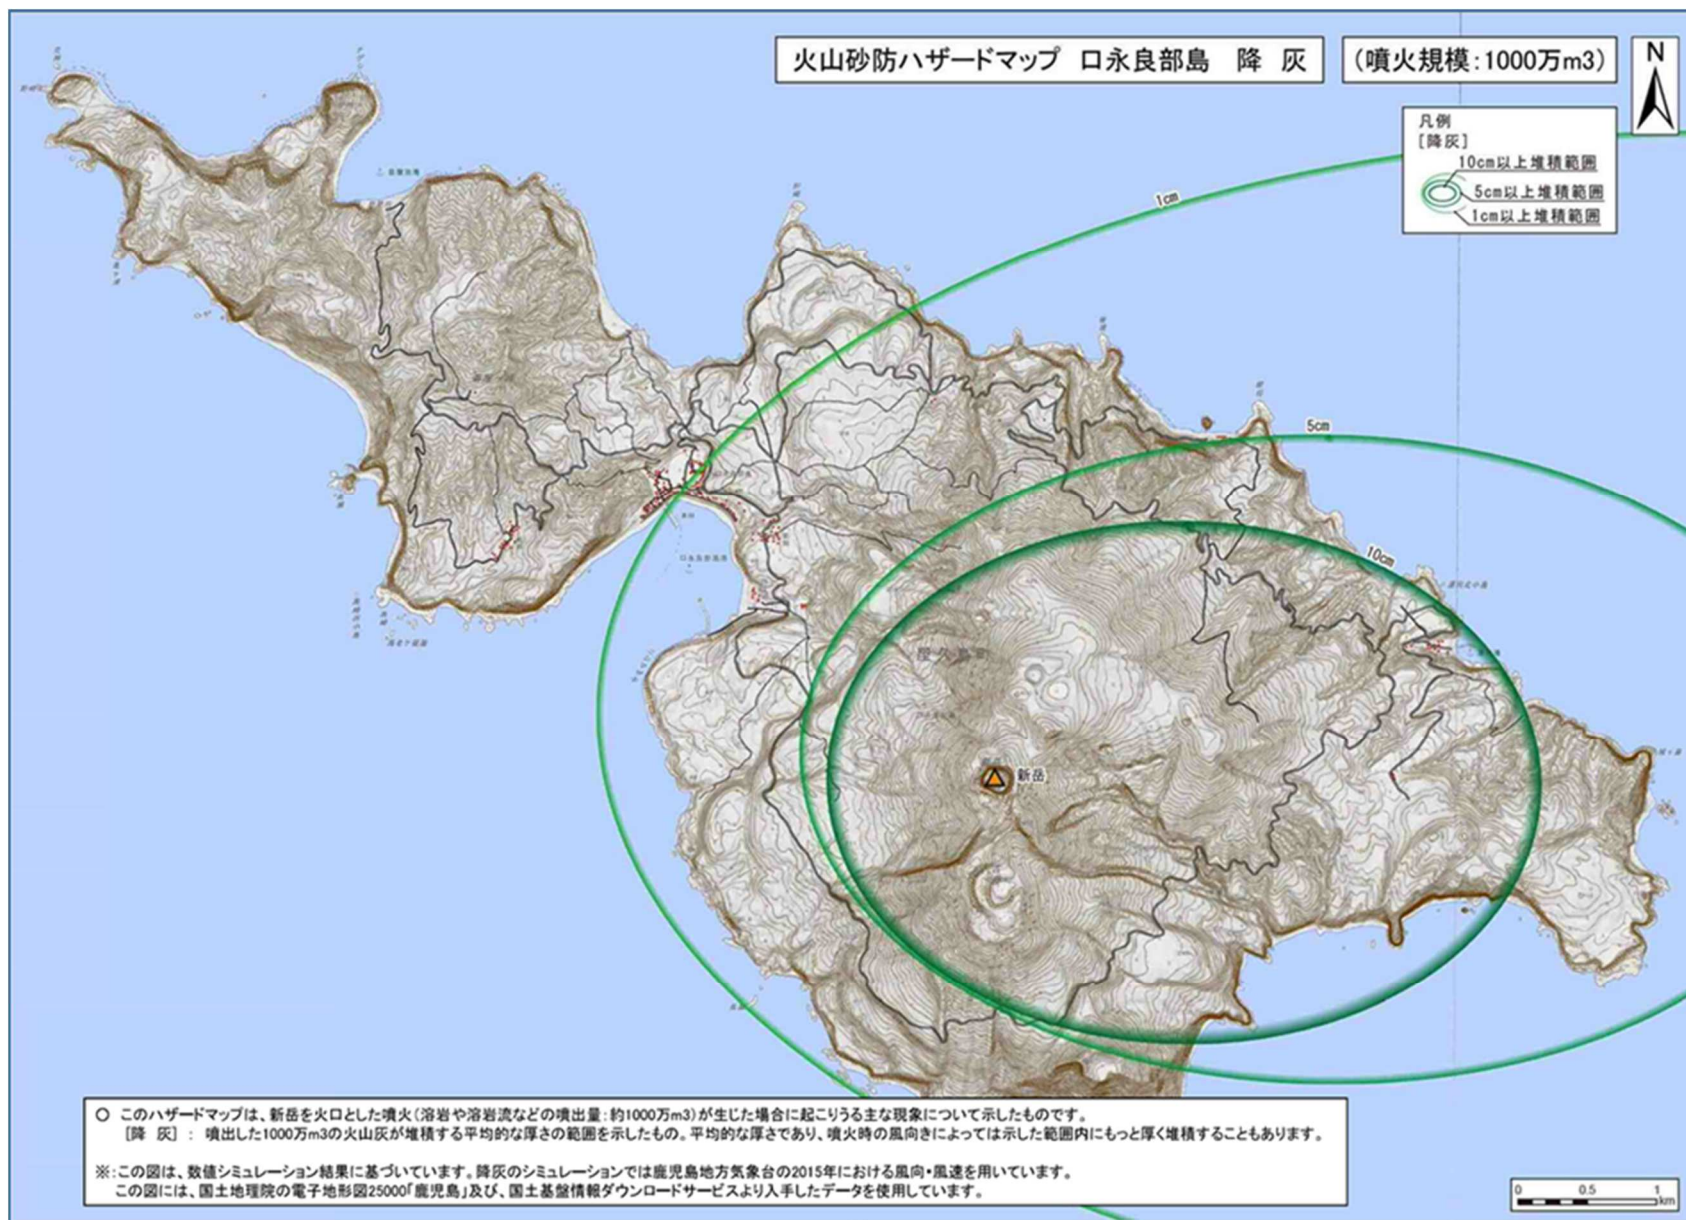 火山砂防ハザードマップ 口永良部島 降 灰
(噴火規模:1000万m3)
N
凡例
[降灰]
10cm以上堆積範囲
5cm以上堆積範囲
1cm以上堆積範囲
1cm
5cm
10cm
新岳
○ このハザードマップは、新岳を火口とした噴火(溶岩や溶岩流などの噴出量:約1000万m3)が生じた場合に起こりうる主な現象について示したものです。
[降 灰] : 噴出した1000万m3の火山灰が堆積する平均的な厚さの範囲を示したもの。平均的な厚さであり、噴火時の風向きによっては示した範囲内にもっと厚く堆積することもあります。
※:この図は、数値シミュレーション結果に基づいています。降灰のシミュレーションでは鹿児島地方気象台の2015年における風向・風速を用いています。
この図には、国土地理院の電子地形図25000「鹿児島」及び、国土基盤情報ダウンロードサービスより入手したデータを使用しています。
0 0.5 1
km